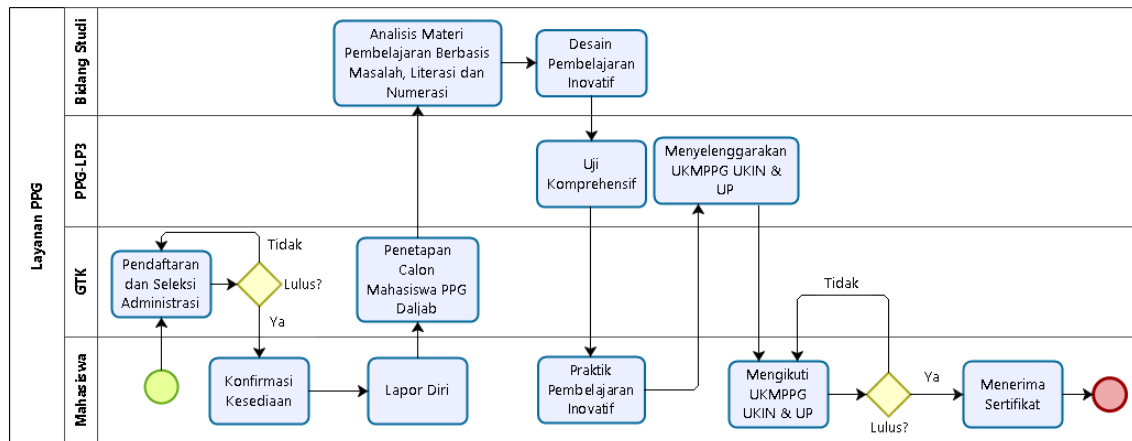 Layanan PPG
Bidang Studi
Analisis Materi
Pembelajaran Berbasis
Masalah, Literasi dan
Numerasi
Desain
Pembelajaran
Inovatif
PPG-LP3
Uji
Komprehensif
Menyelenggarakan
UKMPPG UKIN &
UP
GTK
Pendaftaran
dan Seleksi
Administrasi
Tidak
Lulus?
Ya
Penetapan
Calon
Mahasiswa PPG
Daljab
Tidak
Mahasiswa
Konfirmasi
Kesediaan
Lapor Diri
Praktik
Pembelajaran
Inovatif
Mengikuti
UKMPPG
UKIN & UP
Lulus?
Ya
Menerima
Sertifikat